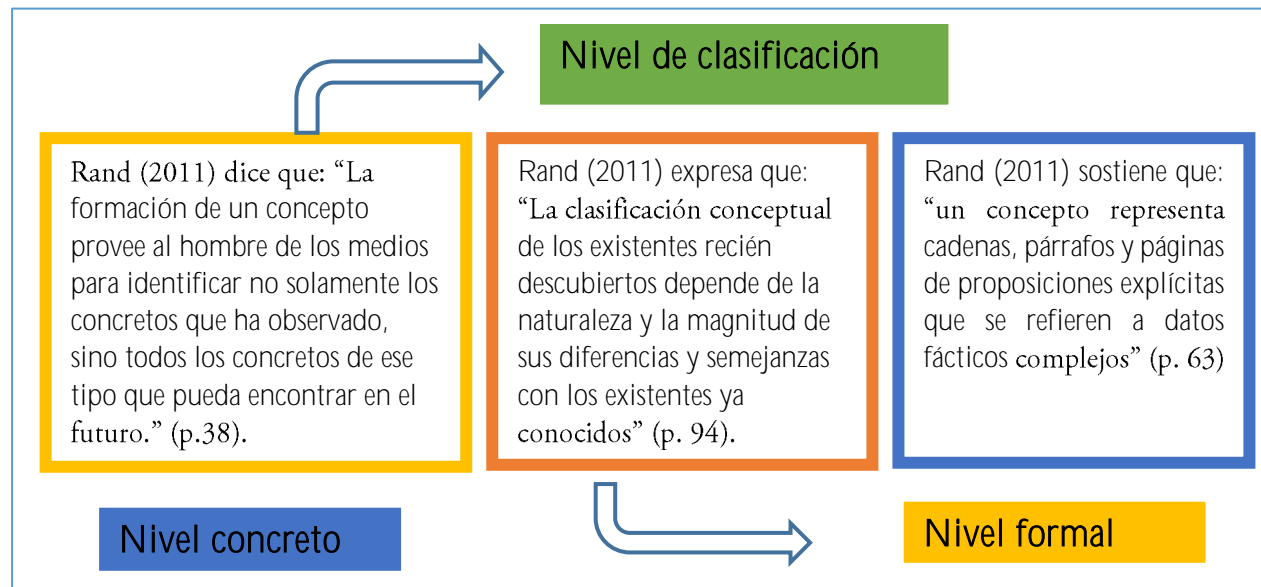 Nivel de clasificación
Rand (2011) dice que: “La
formación de un concepto
provee al hombre de los medios
para identificar no solamente los
concretos que ha observado,
sino todos los concretos de ese
tipo que pueda encontrar en el
futuro.” (p.38).
Rand (2011) expresa que:
“La clasificación conceptual
de los existentes recién
descubiertos depende de la
naturaleza y la magnitud de
sus diferencias y semejanzas
con los existentes ya
conocidos” (p. 94).
Rand (2011) sostiene que:
“un concepto representa
cadenas, párrafos y páginas
de proposiciones explícitas
que se refieren a datos
fácticos complejos” (p. 63)
Nivel concreto
Nivel formal